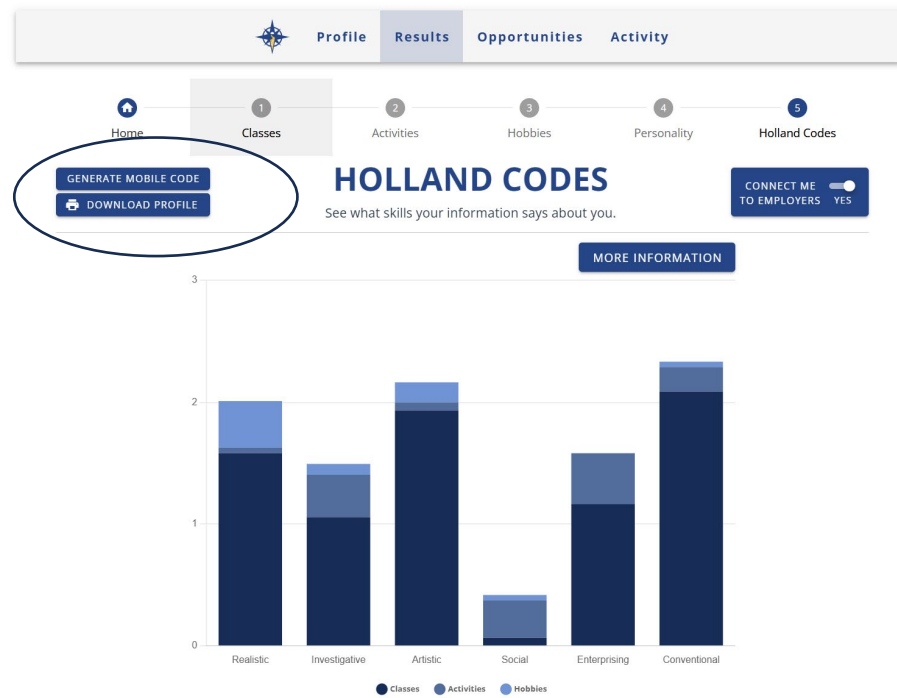 Profile Results Opportunities Activity
1 2 3 4 5
Home Classes Activities Hobbies Personality Holland Codes
GENERATE MOBILE CODE
DOWNLOAD PROFILE
HOLLAND CODES
See what skills your information says about you.
CONNECT ME
TO EMPLOYERS YES
MORE INFORMATION
3
2
1
0
Realistic Investigative Artistic Social Enterprising Conventional
Classes Activities Hobbies